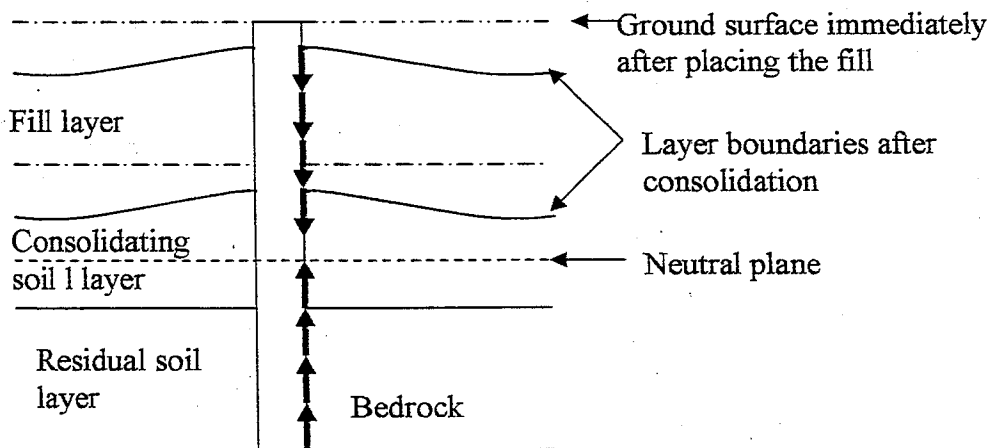 Ground surface immediately
after placing the fill
Fill layer
Layer boundaries after
consolidation
Consolidating
soil l layer
Neutral plane
Residual soil
layer
Bedrock